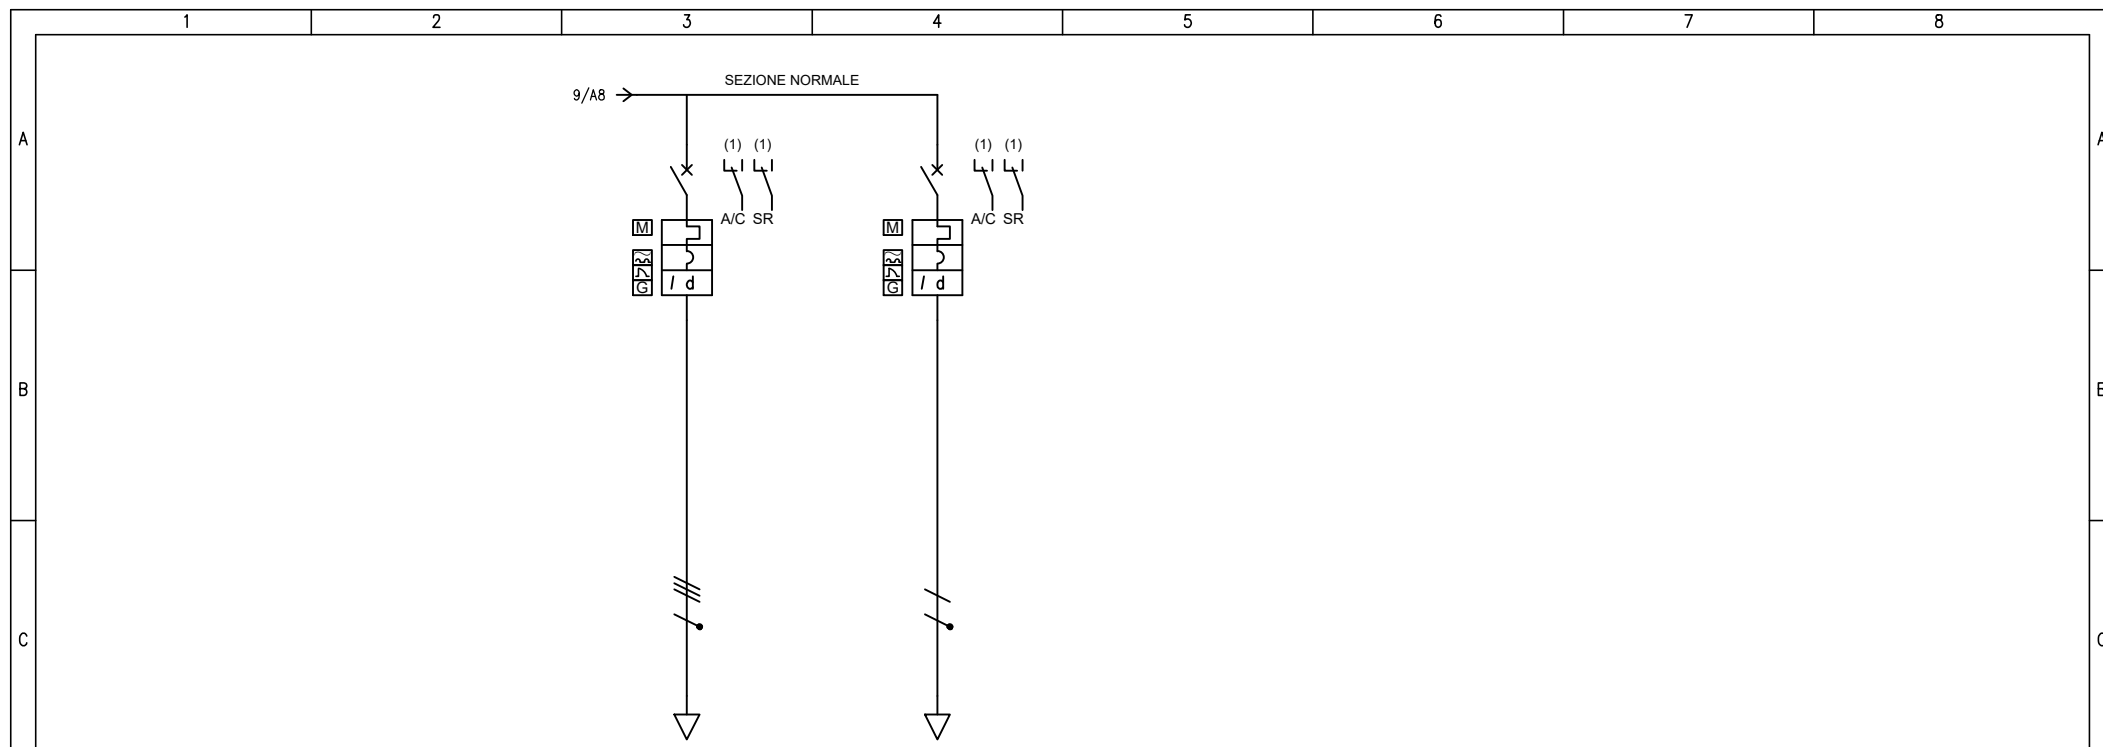 1 2 3 4 5 6 7 8
SEZIONE NORMALE
9/A8
A A
(1) (1) (1) (1)
A/C SR A/C SR
M M
G I d G I d
B B
C C